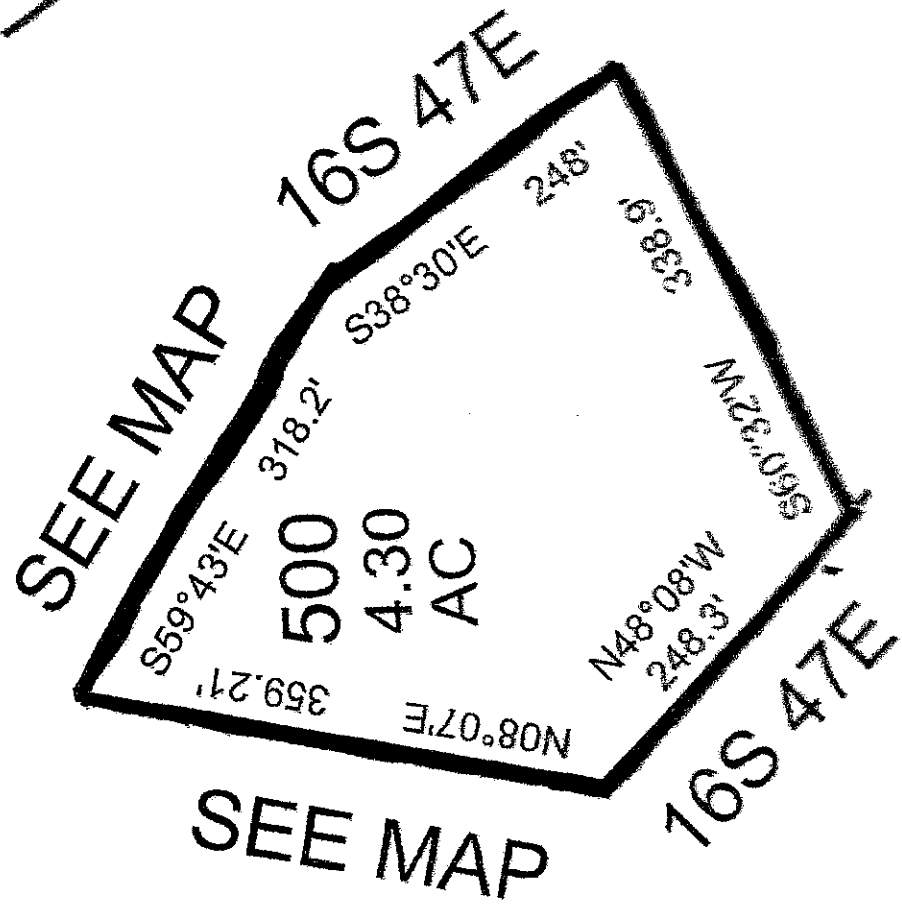 16S 47E
248'
S38°30'E
338.9'
S60°32'W
SEE MAP
318.2'
S59°43'E
500
4.30
AC
N48°08'W
248.3'
359.21'
N08°07'E
16S 47E
SEE MAP